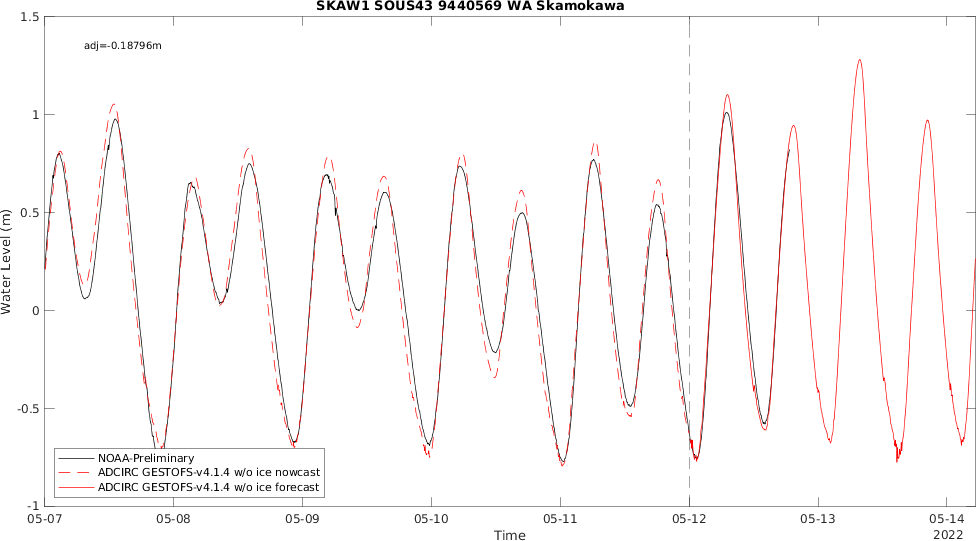 SKAW1 SOUS43 9440569 WA Skamokawa
adj=-0.18796m
Water Level (m)
1.5
1
0.5
0
-0.5
-1
NOAA-Preliminary
ADCIRC GESTOFS-v4.1.4 w/o ice nowcast
ADCIRC GESTOFS-v4.1.4 w/o ice forecast
05-07 05-08 05-09 05-10 05-11 05-12 05-13 05-14
Time
2022